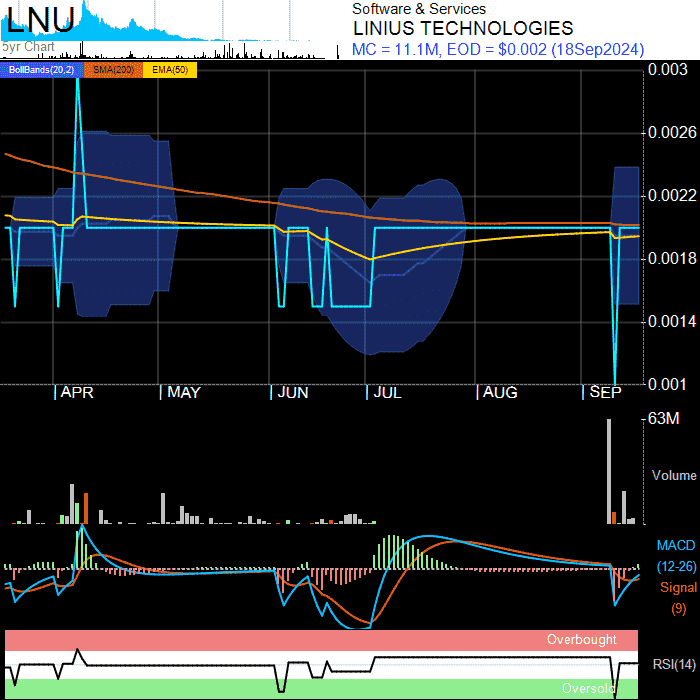 LNU
Software & Services
LINIUS TECHNOLOGIES
5yr Chart
MC = 11.1M, EOD = $0.002 (18Sep2024)
BollBands(20,2) SMA(200) EMA(50)
0.003
0.0026
0.0022
0.0018
0.0014
0.001
APR MAY JUN JUL AUG SEP
63M
Volume
MACD
(12-26)
Signal
(9)
Overbought
RSI(14)
Oversold